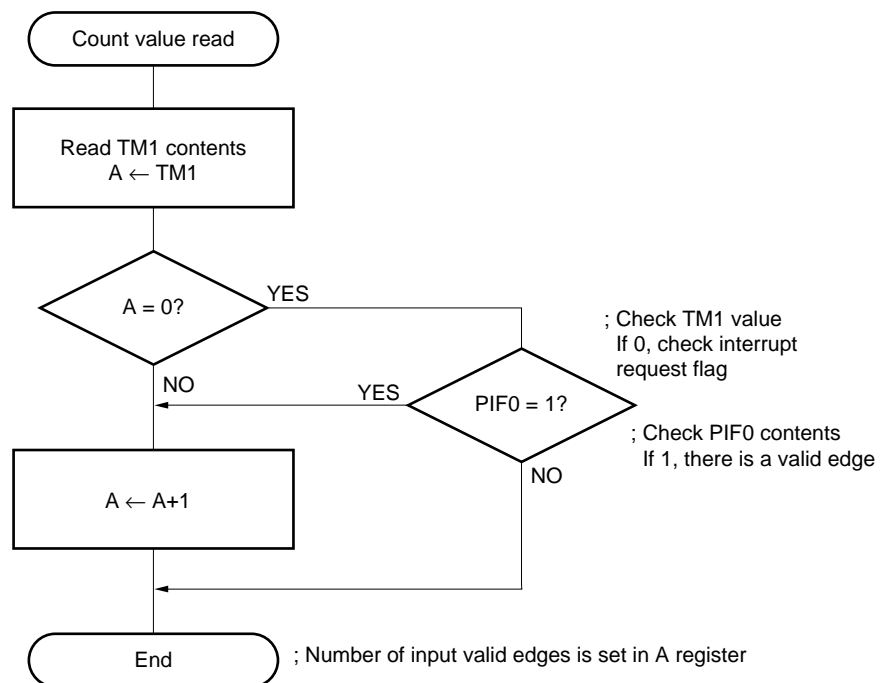 Count value read
Read TM1 contents
A ← TM1
A = 0?
YES
; Check TM1 value
If 0, check interrupt
request flag
NO
YES
PIF0 = 1?
; Check PIF0 contents
If 1, there is a valid edge
NO
A ← A+1
End
; Number of input valid edges is set in A register